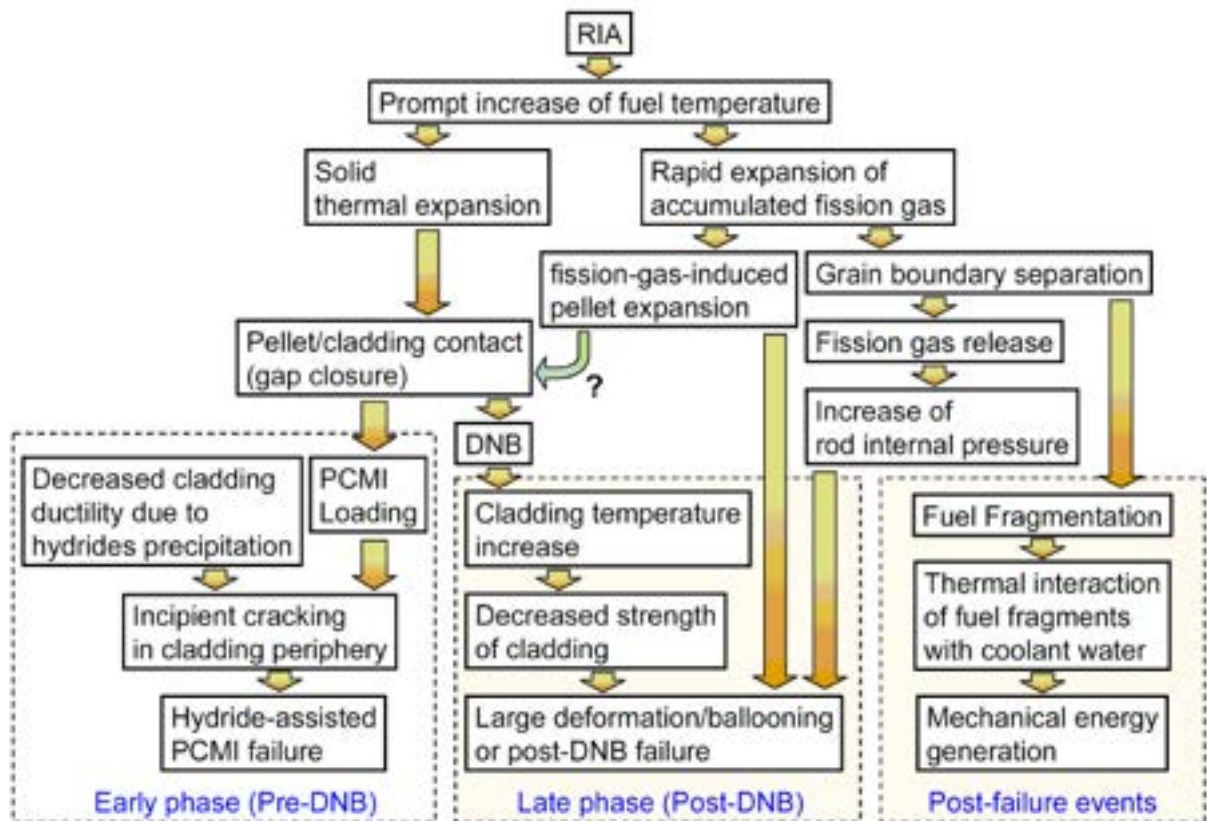 RIA
Prompt increase of fuel temperature
Solid
thermal expansion
Rapid expansion of
accumulated fission gas
fission-gas-induced
pellet expansion
Grain boundary separation
Pellet/cladding contact
(gap closure)
?
Fission gas release
DNB
Increase of
rod internal pressure
Decreased cladding
ductility due to
hydrides precipitation
PCMI
Loading
Incipient cracking
in cladding periphery
Hydride-assisted
PCMI failure
Early phase (Pre-DNB)
Cladding temperature
increase
Decreased strength
of cladding
Large deformation/ballooning
or post-DNB failure
Late phase (Post-DNB)
Fuel Fragmentation
Thermal interaction
of fuel fragments
with coolant water
Mechanical energy
generation
Post-failure events